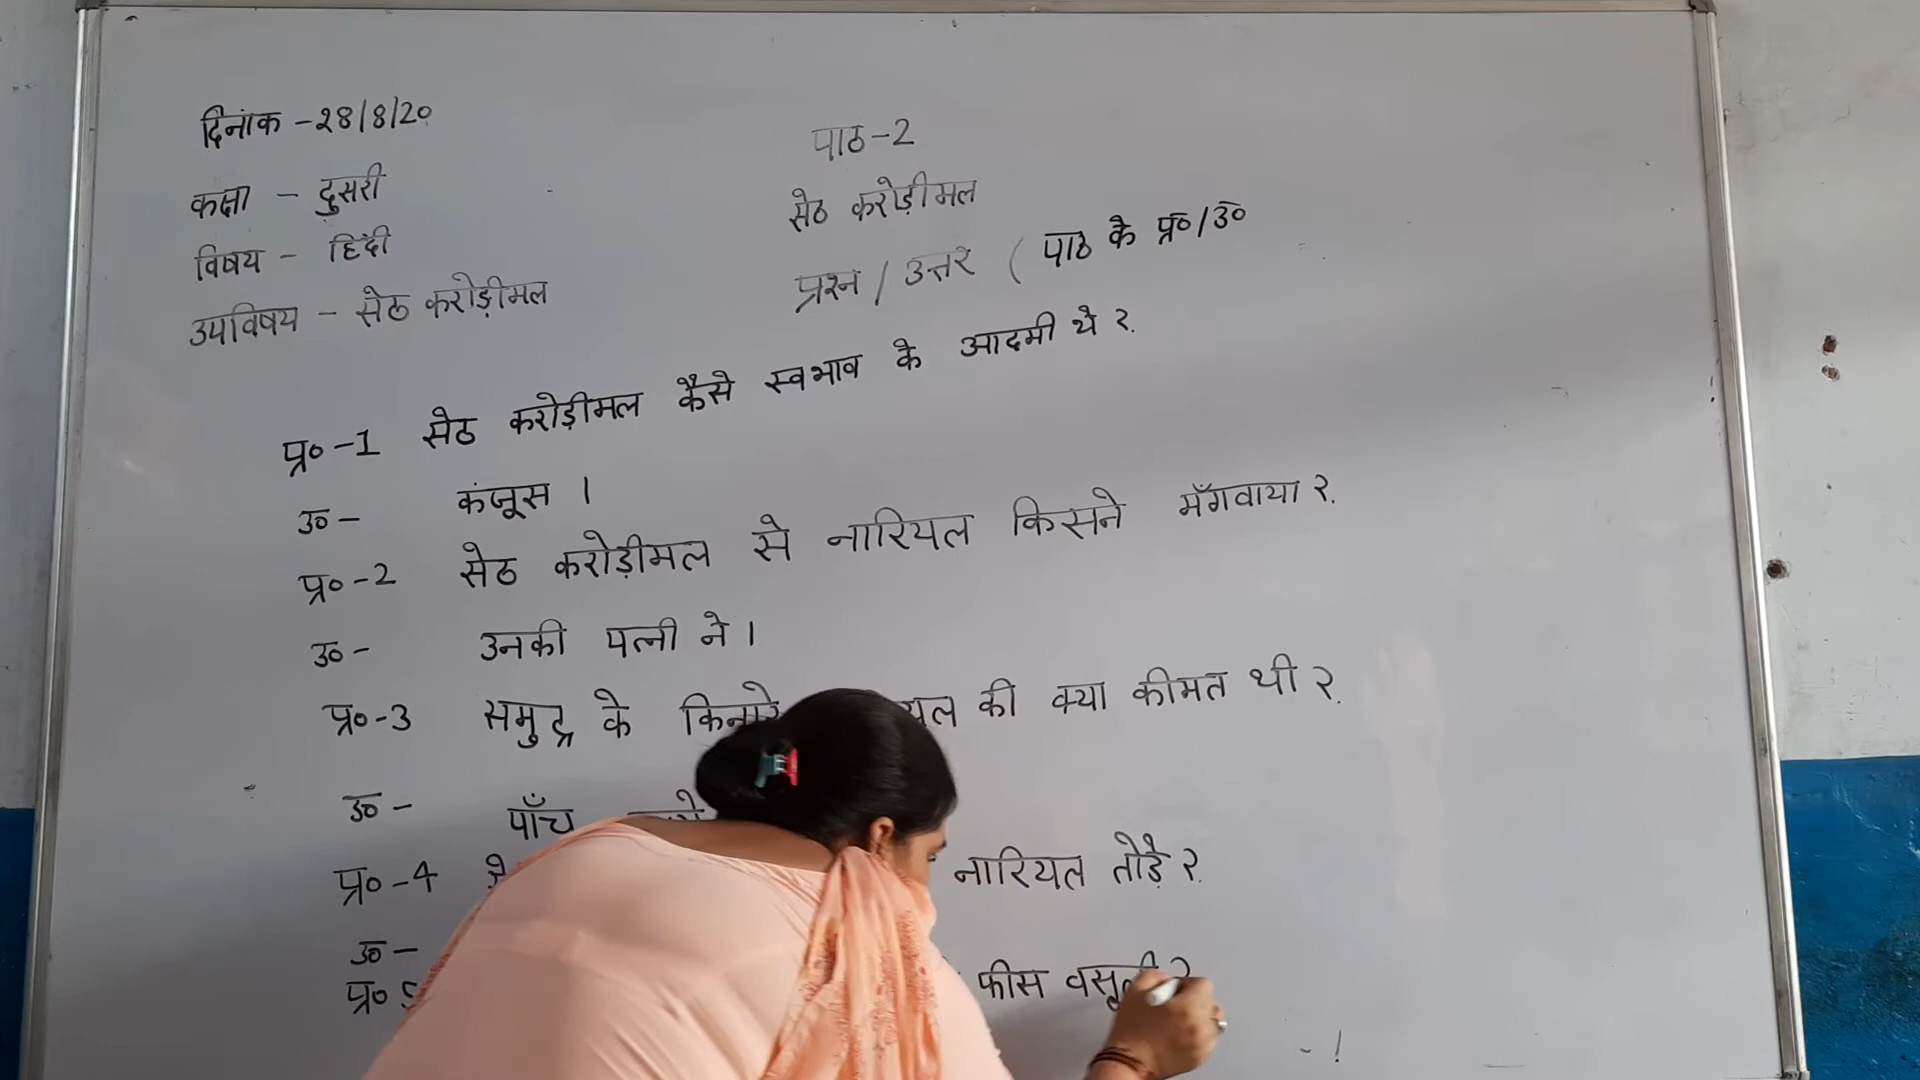 दिनांक - २8/8/20
कक्षा - दुसरी
विषय - हिंदी
उपविषय - सेठ करोड़ीमल
पाठ-2
सेठ करोड़ीमल
प्रश्न / उत्तर ( पाठ के प्र०/उ०
प्र०-1 सेठ करोड़ीमल कैसे स्वभाव के आदमी थे ?
उ०- कंजूस ।
प्र०-2 सेठ करोड़ीमल से नारियल किसने मँगवाया ?
उ०- उनकी पत्नी ने ।
प्र०-3 समुद्र के किनारे की क्या कीमत थी ?
उ०- पाँच
प्र०-4 नारियल तोड़ै ?
उ०-
प्र० 5 फीस